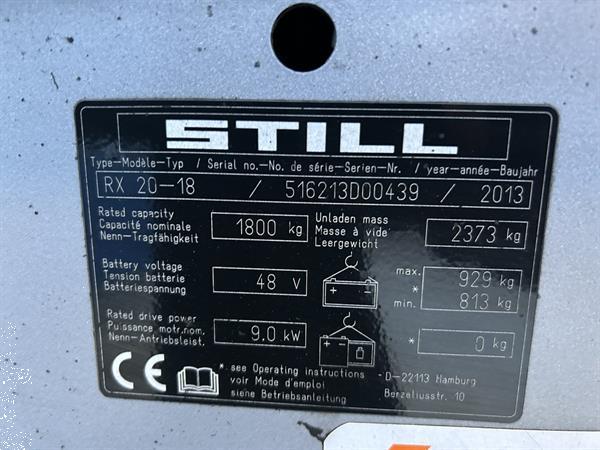 STILL
Type-Modèle-Typ / Serial no.-No. de série-Serien-Nr. / year-année-Baujahr
RX 20-18 / 516213D00439 / 2013
Rated capacity
Capacité nominale
Nenn-Tragfähigkeit
1800 kg
Unladen mass
Masse à vide
Leergewicht
2373 kg
Battery voltage
Tension batterie
Batteriespannung
48 V
max. 929 kg
*
min. 813 kg
Rated drive power
Puissance motr.nom.
Nenn-Antriebsleist.
9.0 kW
* 0 kg
CE
*. see Operating instructions
voir Mode d'emploi
siehe Betriebsanleitung
D-22113 Hamburg
Berzeliusstr. 10